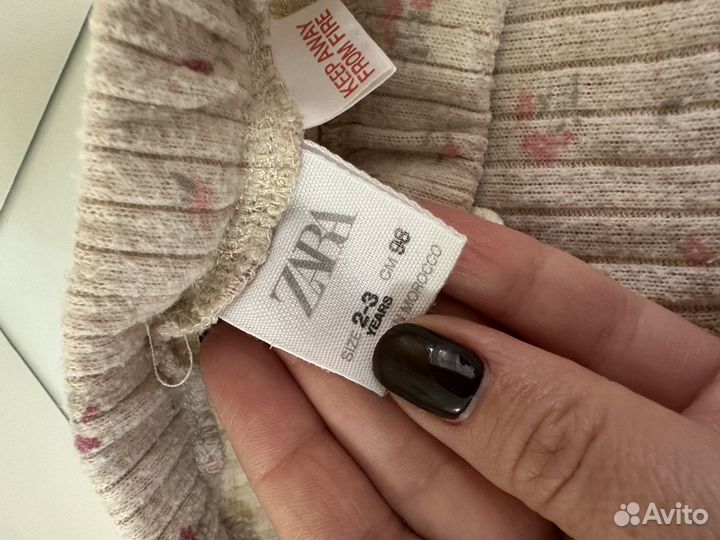 KEEP AWAY
FROM FIRE
ZARA
SIZE 2-3 CM 98
YEARS
MOROCCO
Avito